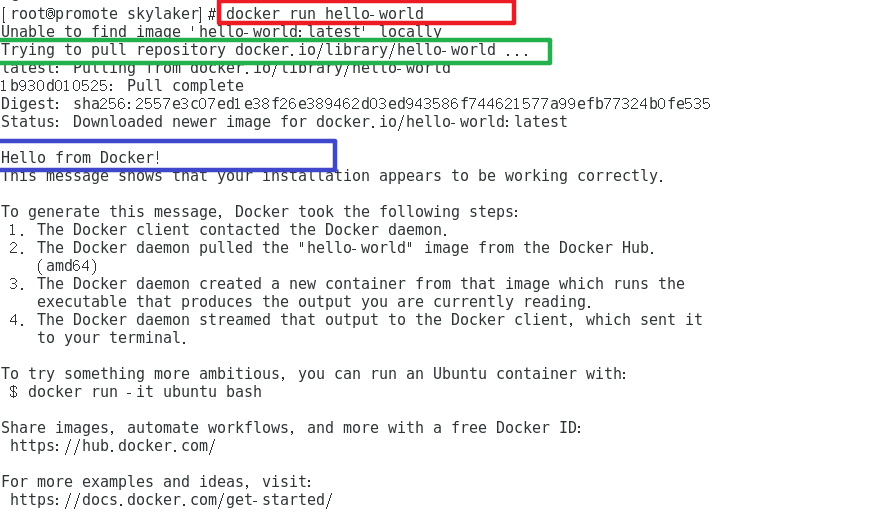 [root@promote skylaker]# docker run hello-world
Unable to find image 'hello-world:latest' locally
Trying to pull repository docker.io/library/hello-world ...
latest: Pulling from docker.io/library/hello-world
1b930d010525: Pull complete
Digest: sha256:2557e3c07ed1e38f26e389462d03ed943586f744621577a99efb77324b0fe535
Status: Downloaded newer image for docker.io/hello-world:latest
Hello from Docker!
This message shows that your installation appears to be working correctly.
To generate this message, Docker took the following steps:
1. The Docker client contacted the Docker daemon.
2. The Docker daemon pulled the "hello-world" image from the Docker Hub.
(amd64)
3. The Docker daemon created a new container from that image which runs the
executable that produces the output you are currently reading.
4. The Docker daemon streamed that output to the Docker client, which sent it
to your terminal.
To try something more ambitious, you can run an Ubuntu container with:
$ docker run -it ubuntu bash
Share images, automate workflows, and more with a free Docker ID:
https://hub.docker.com/
For more examples and ideas, visit:
https://docs.docker.com/get-started/